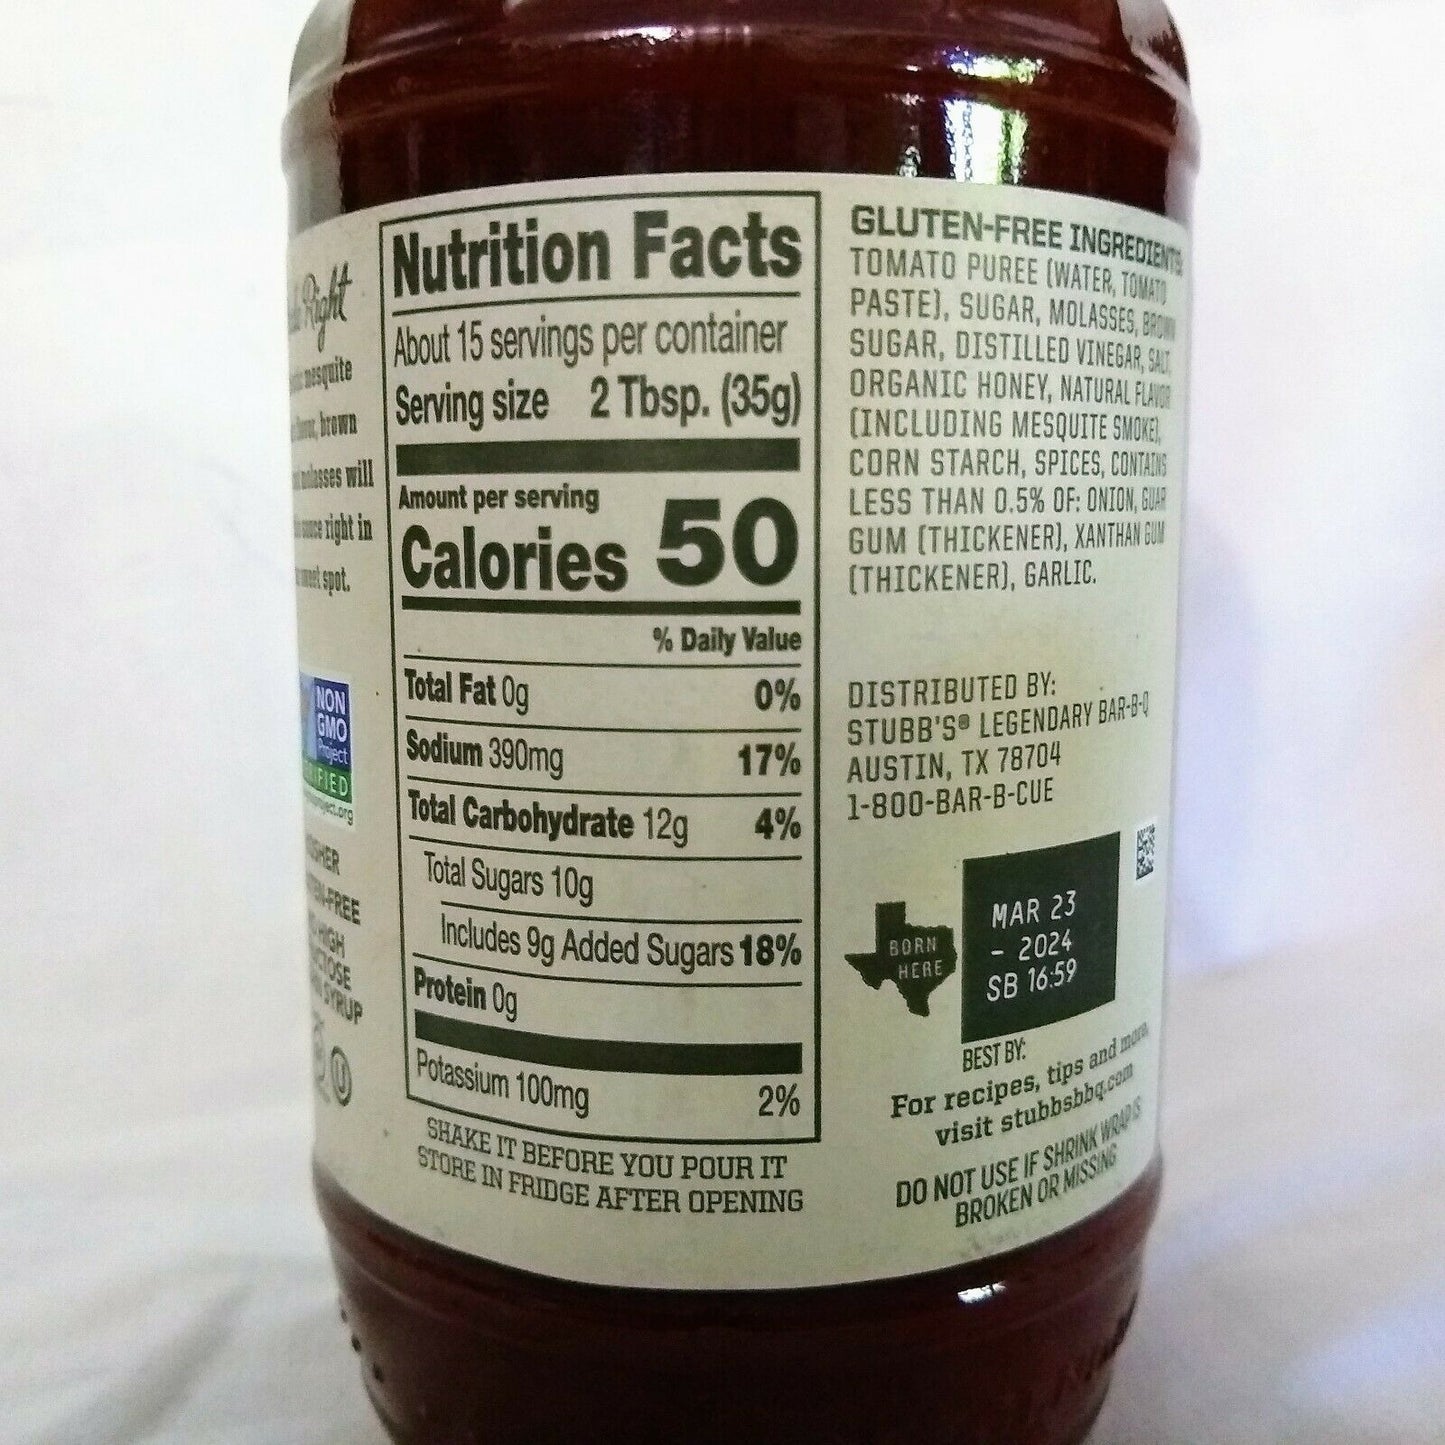 Right
mesquite
brown
molasses will
sauce right in
sweet spot.
NON
GMO
Project
Nutrition Facts
About 15 servings per container
Serving size 2 Tbsp. (35g)
Amount per serving
Calories 50
% Daily Value
Total Fat 0g 0%
Sodium 390mg 17%
Total Carbohydrate 12g 4%
Total Sugars 10g
Includes 9g Added Sugars 18%
Protein 0g
Potassium 100mg 2%
SHAKE IT BEFORE YOU POUR IT
STORE IN FRIDGE AFTER OPENING
GLUTEN-FREE INGREDIENTS:
TOMATO PUREE (WATER, TOMATO
PASTE), SUGAR, MOLASSES, BROWN
SUGAR, DISTILLED VINEGAR, SALT,
ORGANIC HONEY, NATURAL FLAVOR
(INCLUDING MESQUITE SMOKE),
CORN STARCH, SPICES, CONTAINS
LESS THAN 0.5% OF: ONION, GUAR
GUM (THICKENER), XANTHAN GUM
(THICKENER), GARLIC.
DISTRIBUTED BY:
STUBB'S® LEGENDARY BAR-B-Q
AUSTIN, TX 78704
1-800-BAR-B-CUE
BORN
HERE
MAR 23
- 2024
SB 16:59
BEST BY:
For recipes, tips and more,
visit stubbsbbq.com
DO NOT USE IF SHRINK WRAP IS
BROKEN OR MISSING